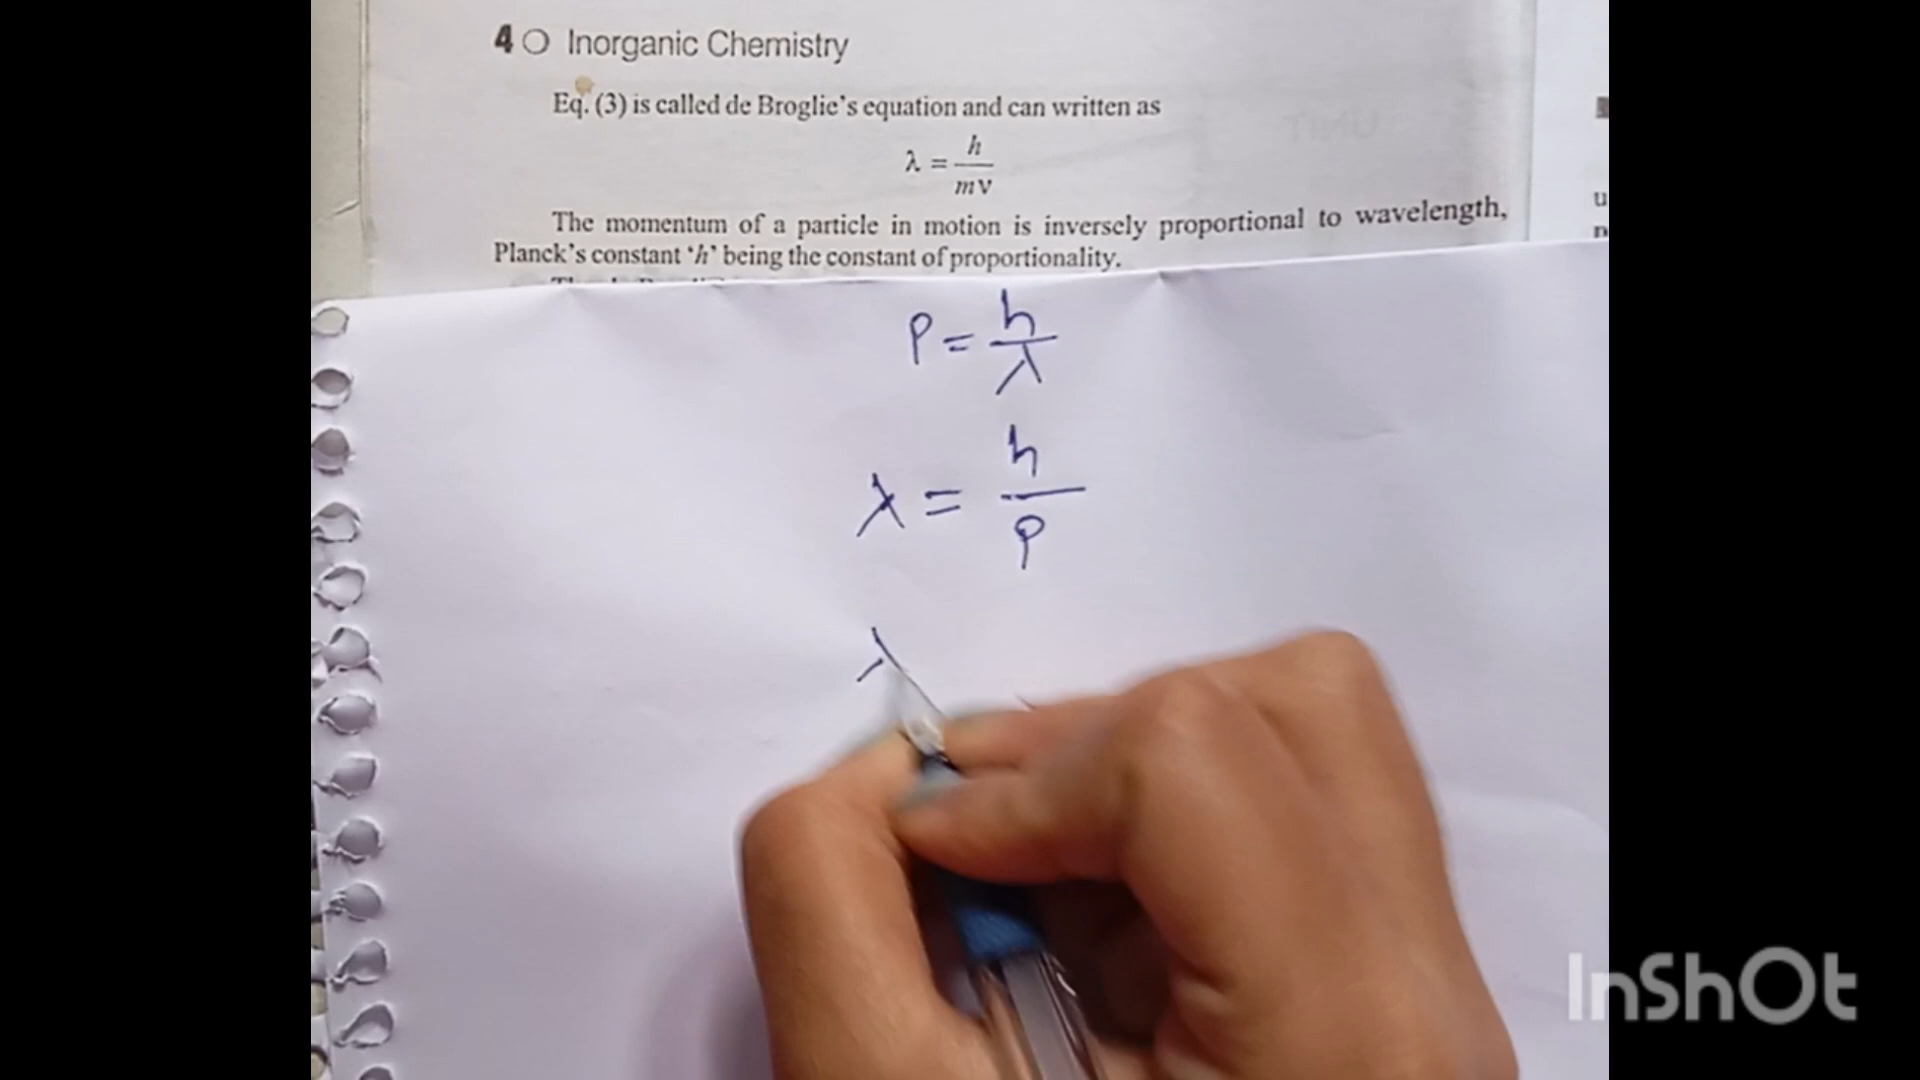 4 O Inorganic Chemistry
Eq. (3) is called de Broglie's equation and can written as
λ = h / mv
The momentum of a particle in motion is inversely proportional to wavelength,
Planck's constant ‘h’ being the constant of proportionality.
P = h / λ
λ = h / P
λ
InShOt